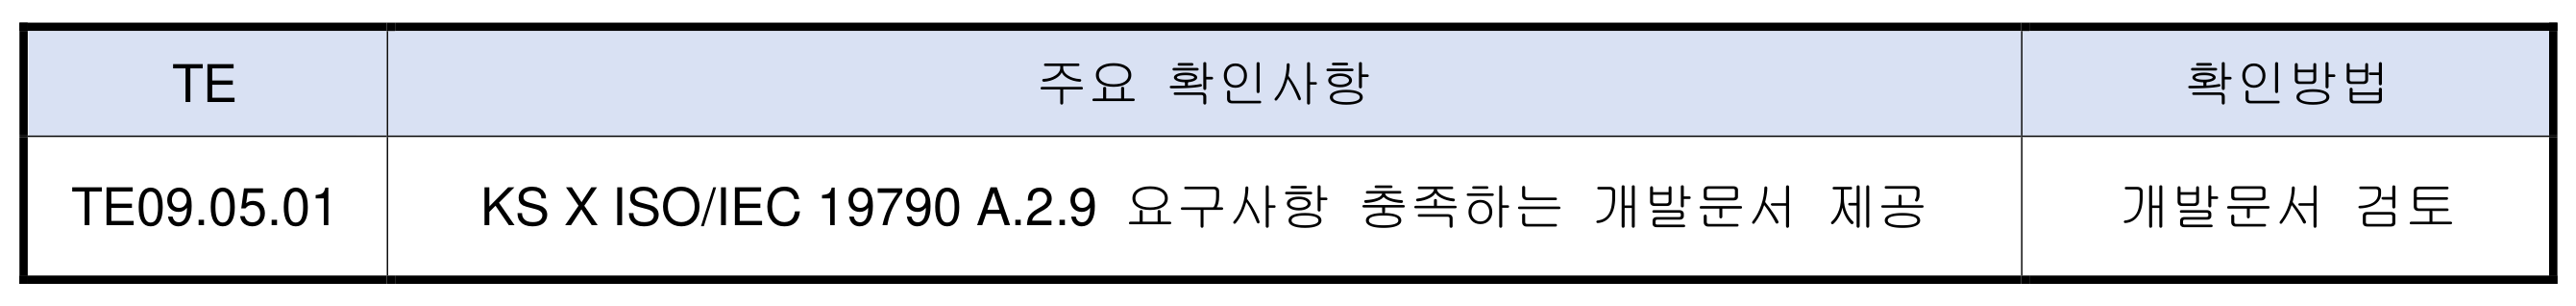 TE 주요 확인사항 확인방법
TE09.05.01 KS X ISO/IEC 19790 A.2.9 요구사항 충족하는 개발문서 제공 개발문서 검토